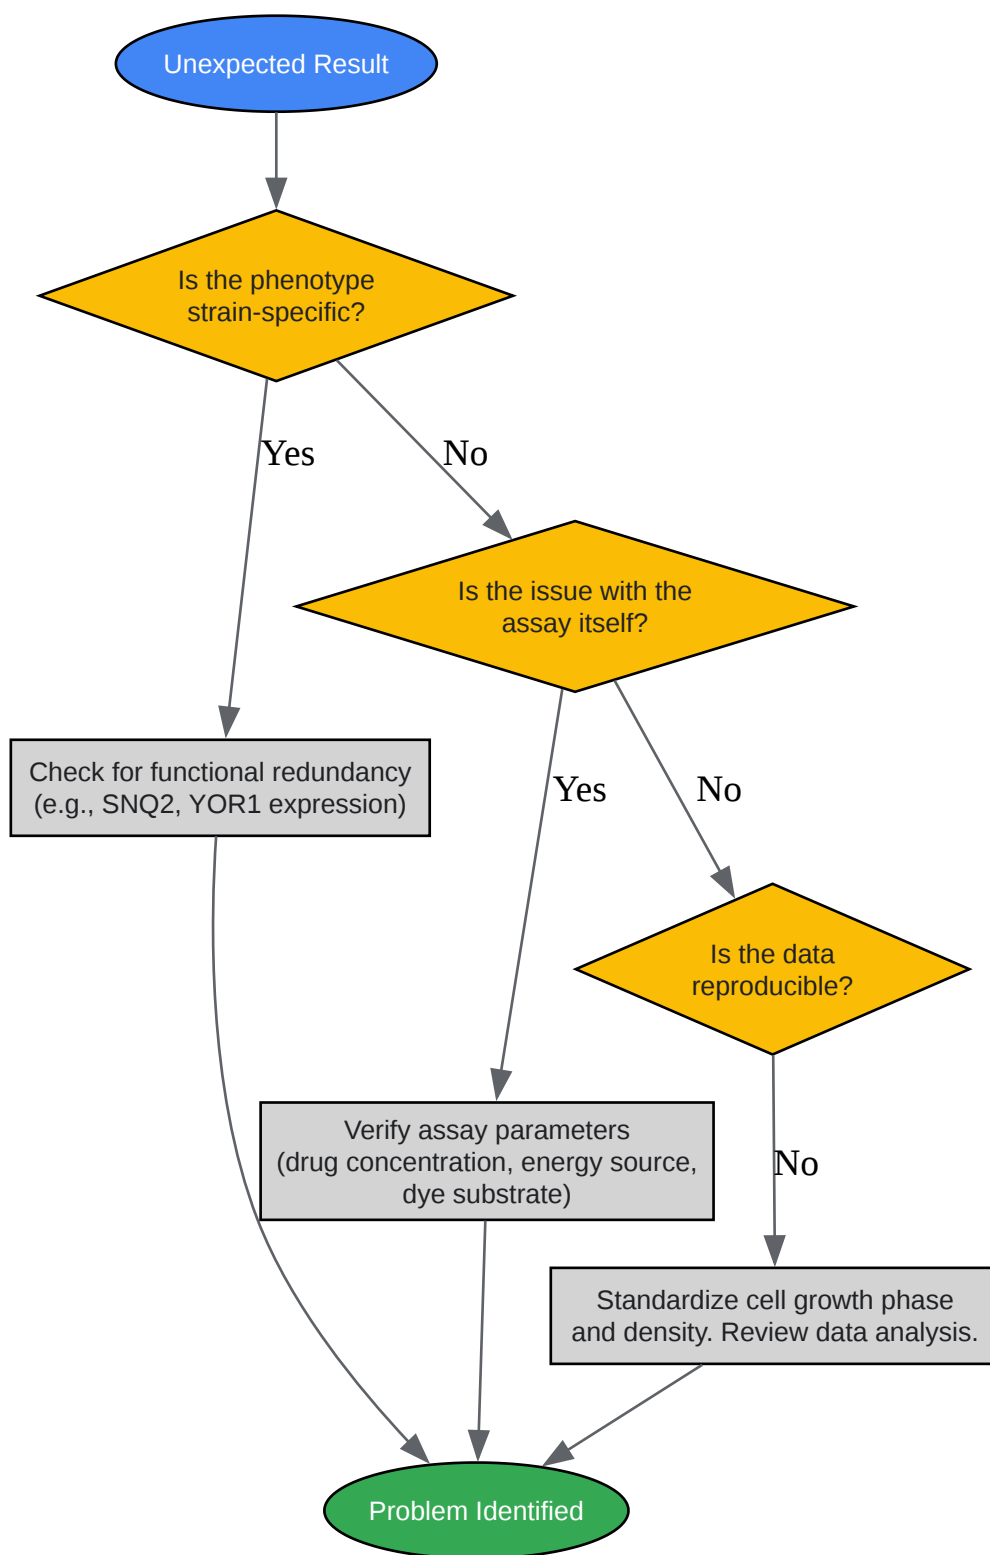 Unexpected Result
Is the phenotype
strain-specific?
Yes
No
Is the issue with the
assay itself?
Check for functional redundancy
(e.g., SNQ2, YOR1 expression)
Yes
No
Is the data
reproducible?
Verify assay parameters
(drug concentration, energy source,
dye substrate)
No
Standardize cell growth phase
and density. Review data analysis.
Problem Identified